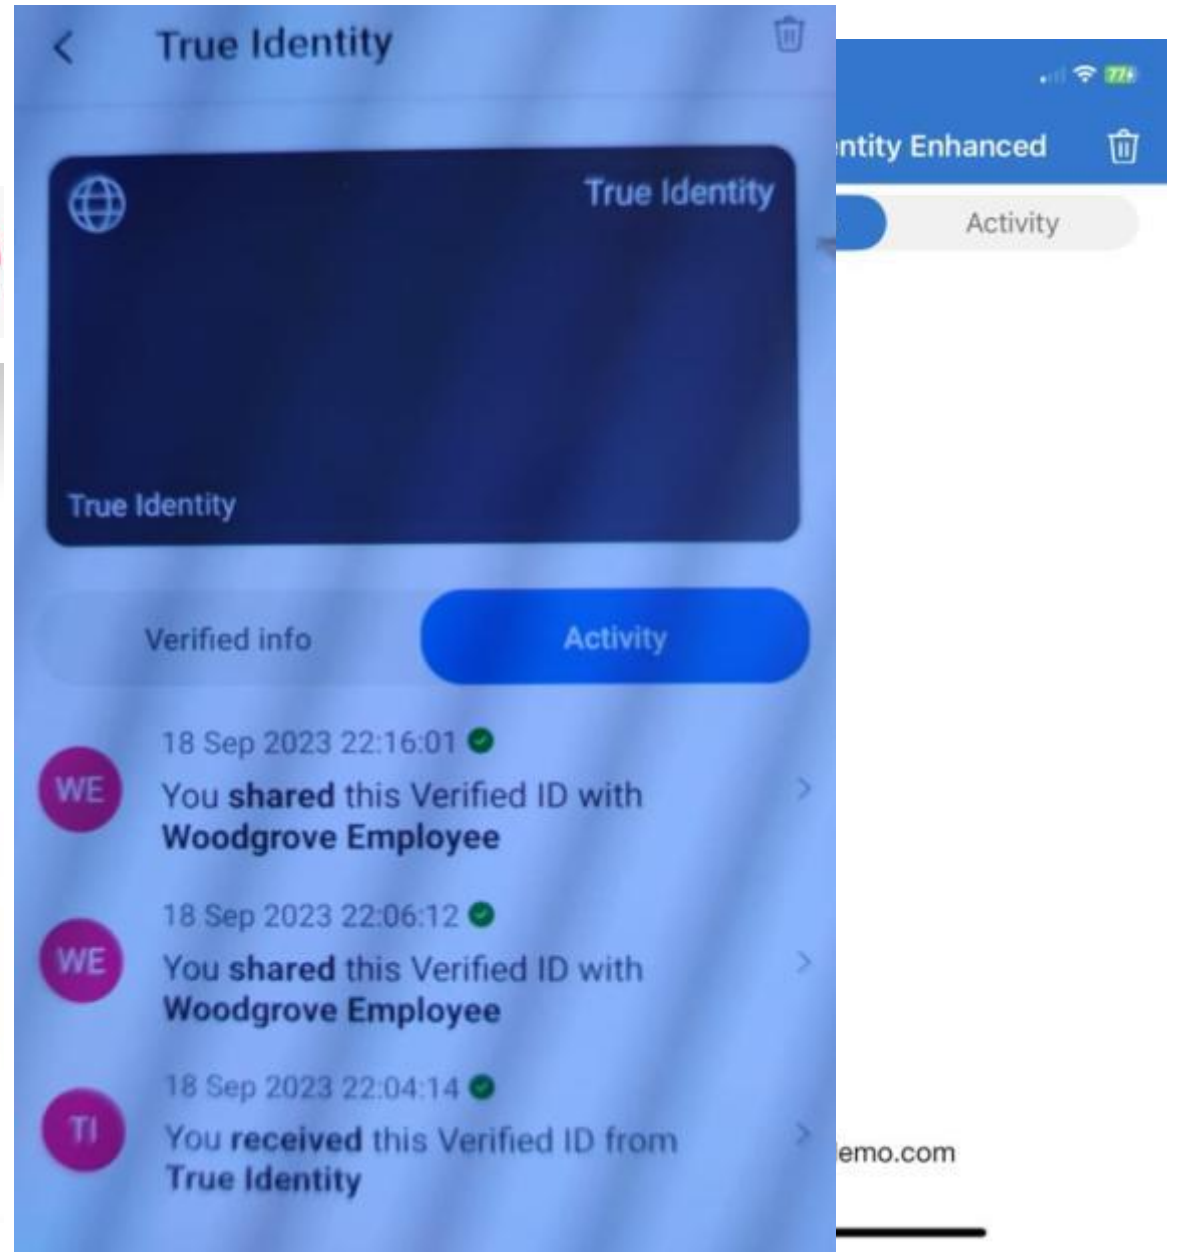 True Identity
True Identity
True Identity
Verified info
Activity
18 Sep 2023 22:16:01
WE
You shared this Verified ID with
Woodgrove Employee
18 Sep 2023 22:06:12
WE
You shared this Verified ID with
Woodgrove Employee
18 Sep 2023 22:04:14
TI
You received this Verified ID from
True Identity
77
ntity Enhanced
Activity
emo.com